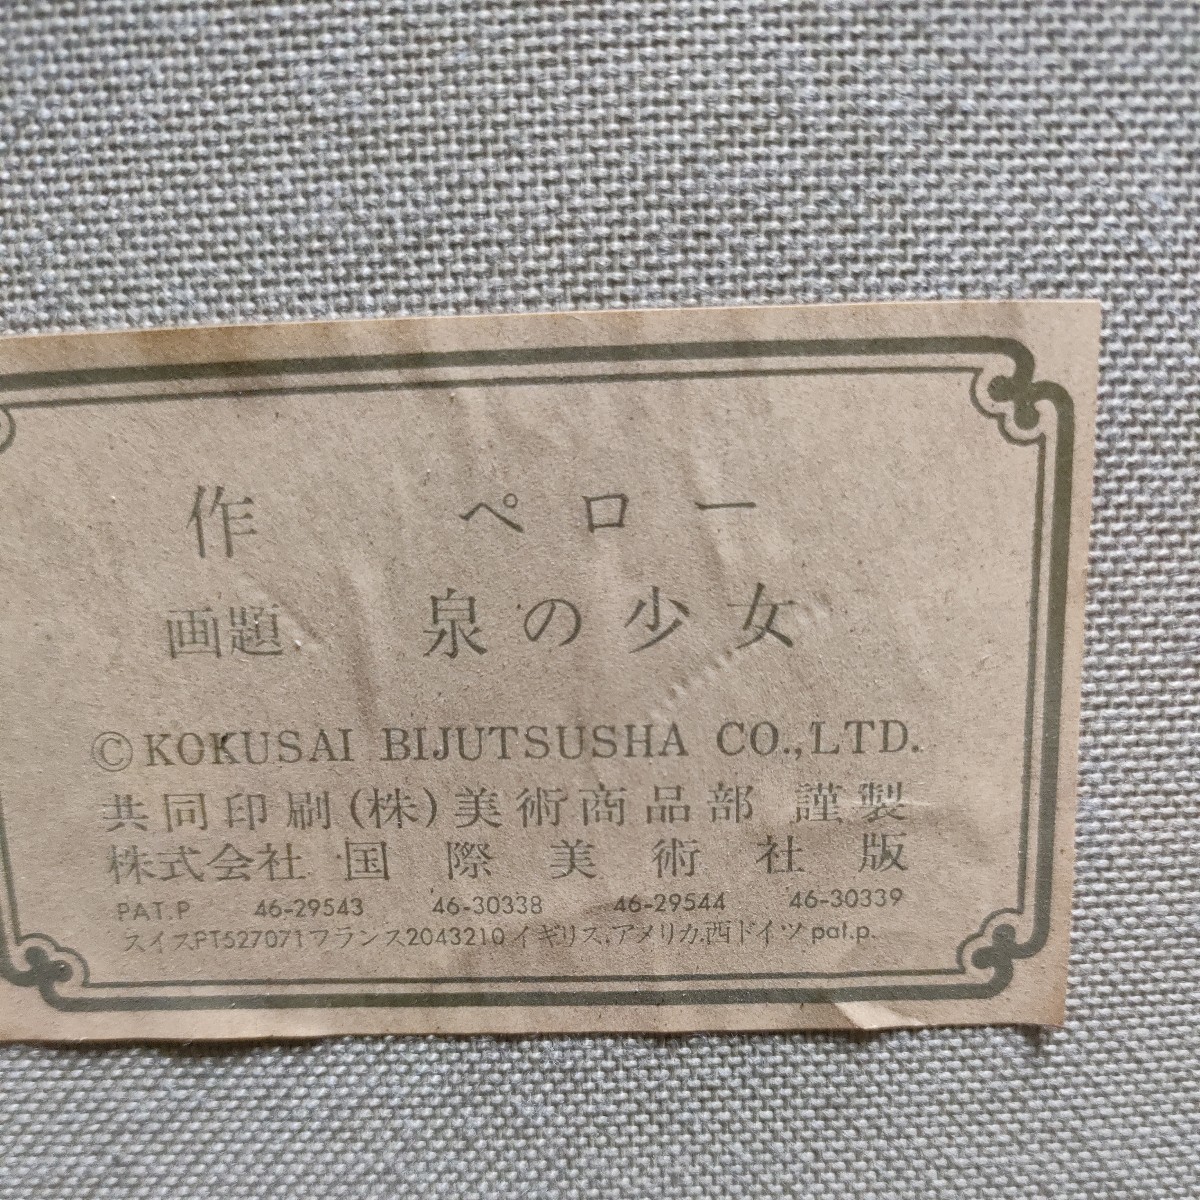 作 ペロー
画題 泉の少女
©KOKUSAI BIJUTSUSHA CO.,LTD.
共同印刷(株)美術商品部 謹製
株式会社 国際美術社版
PAT.P 46-29543 46-30338 46-29544 46-30339
スイスPT527071フランス2043210イギリス.アメリカ.西ドイツpat.p.